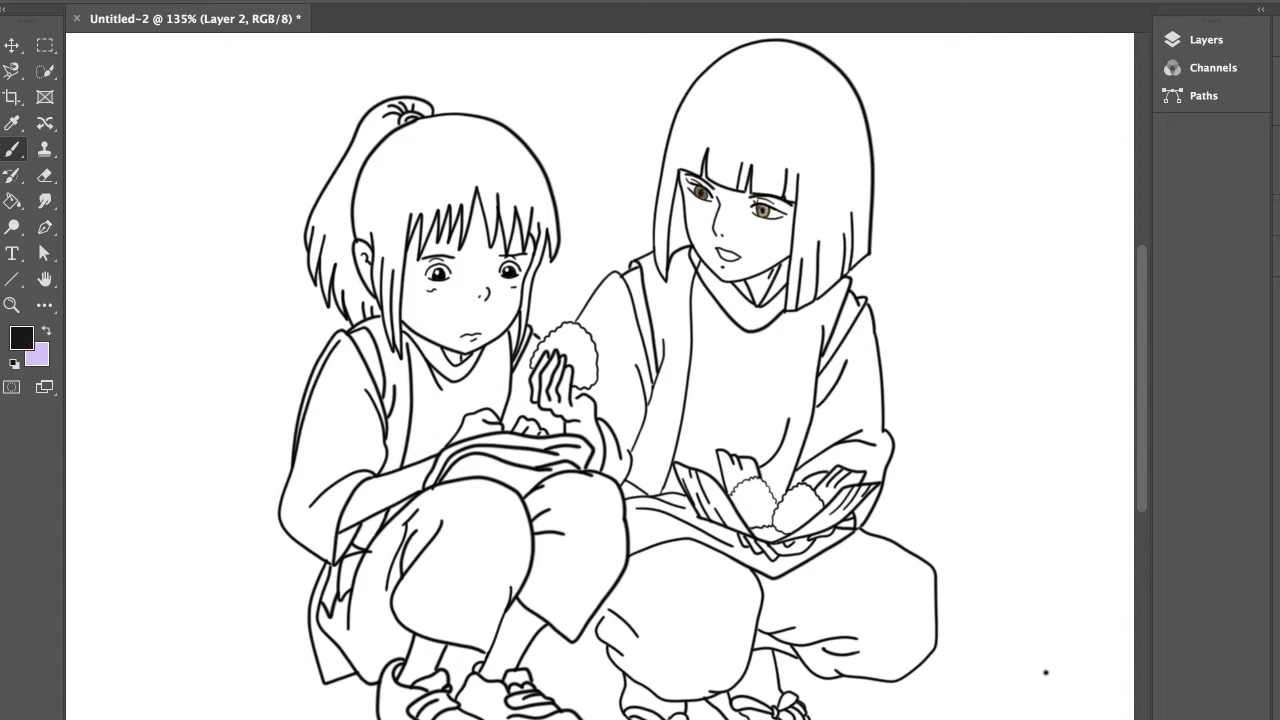 Untitled-2 @ 135% (Layer 2, RGB/8) *
Layers
Channels
Paths